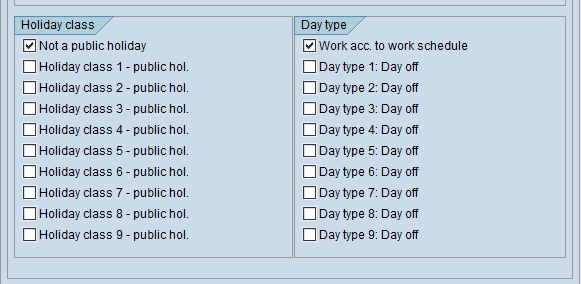 Holiday class
Not a public holiday
Holiday class 1 - public hol.
Holiday class 2 - public hol.
Holiday class 3 - public hol.
Holiday class 4 - public hol.
Holiday class 5 - public hol.
Holiday class 6 - public hol.
Holiday class 7 - public hol.
Holiday class 8 - public hol.
Holiday class 9 - public hol.
Day type
Work acc. to work schedule
Day type 1: Day off
Day type 2: Day off
Day type 3: Day off
Day type 4: Day off
Day type 5: Day off
Day type 6: Day off
Day type 7: Day off
Day type 8: Day off
Day type 9: Day off